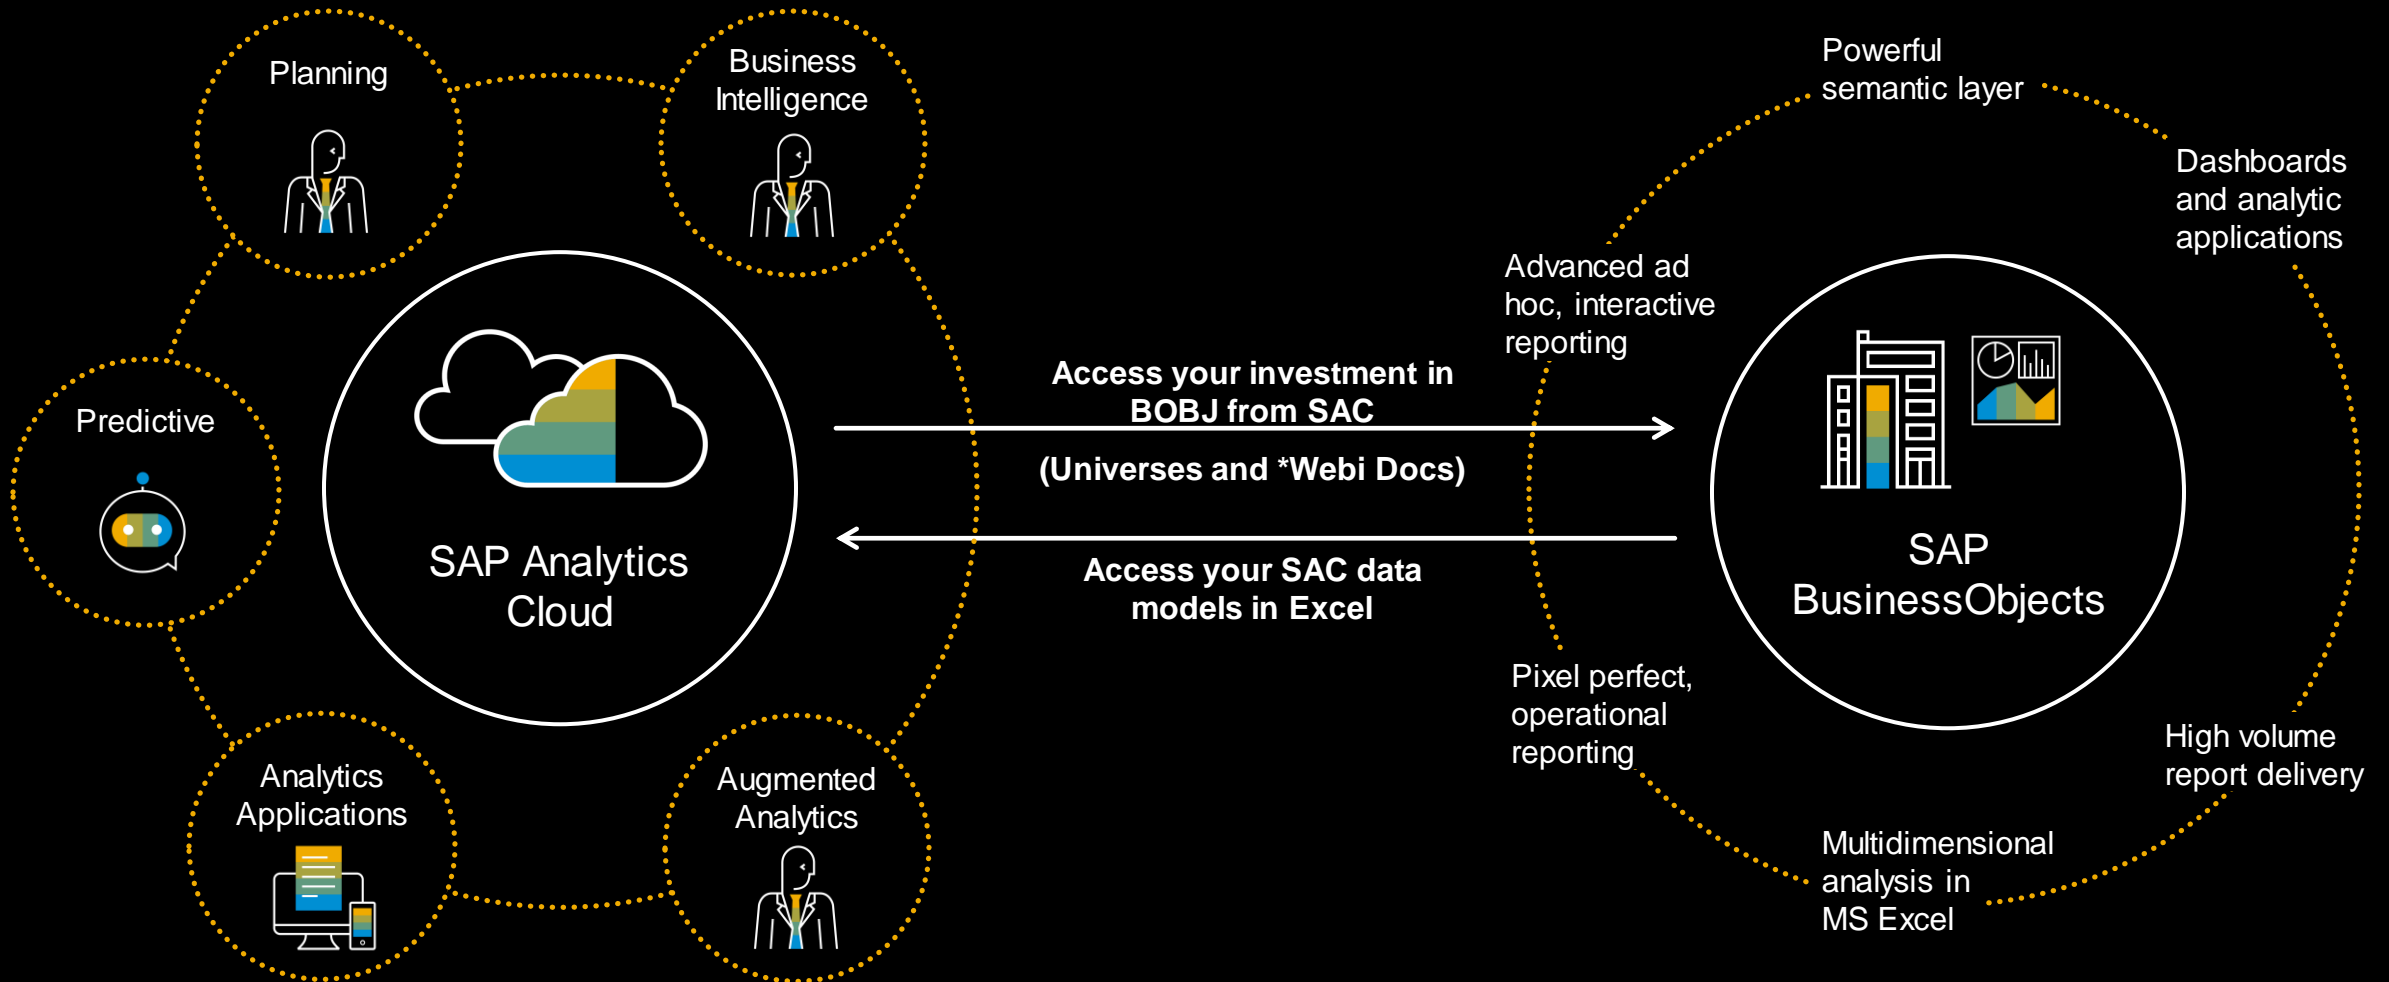 Planning
Business
Intelligence
Predictive
SAP Analytics
Cloud
Analytics
Applications
Augmented
Analytics
Access your investment in
BOBJ from SAC
(Universes and *Webi Docs)
Access your SAC data
models in Excel
Powerful
semantic layer
Dashboards
and analytic
applications
Advanced ad
hoc, interactive
reporting
SAP
BusinessObjects
Pixel perfect,
operational
reporting
High volume
report delivery
Multidimensional
analysis in
MS Excel